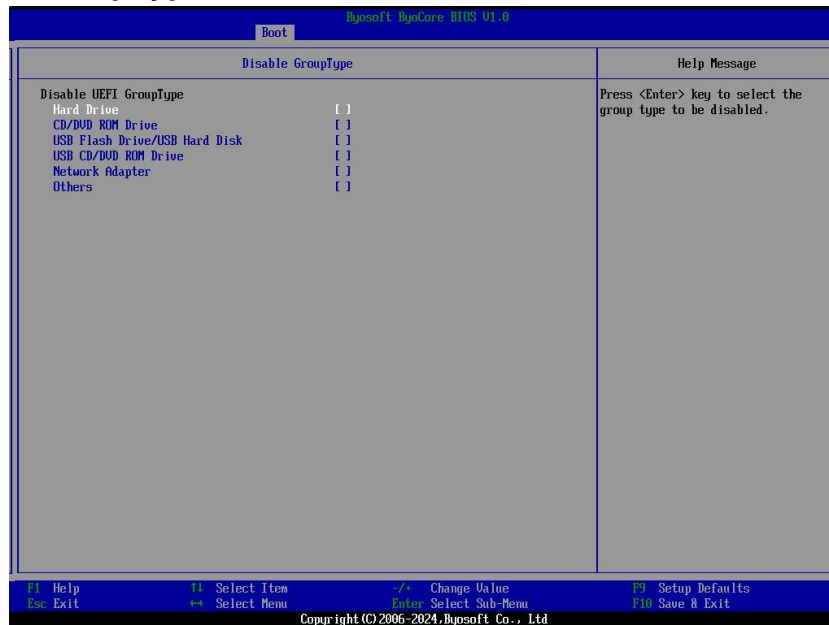 Byosoft ByoCore BIOS V1.0
Boot
Disable GroupType
Help Message
Disable UEFI GroupType
Hard Drive [ ]
CD/DVD ROM Drive [ ]
USB Flash Drive/USB Hard Disk [ ]
USB CD/DVD ROM Drive [ ]
Network Adapter [ ]
Others [ ]
Press <Enter> key to select the
group type to be disabled.
F1 Help ↑↓ Select Item -/+ Change Value F9 Setup Defaults
Esc Exit ↔ Select Menu Enter Select Sub-Menu F10 Save & Exit
Copyright(C)2006-2024,Byosoft Co., Ltd